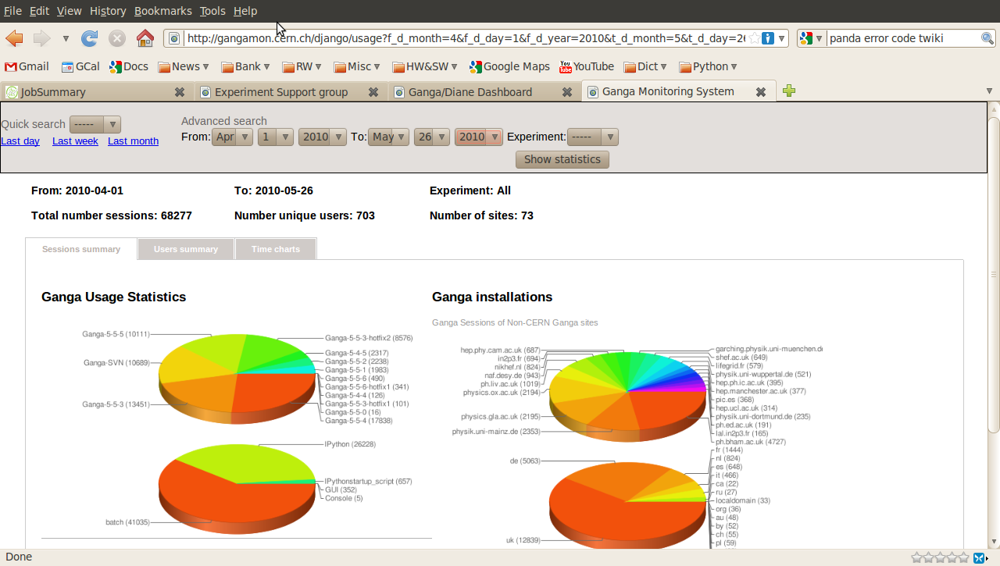 File Edit View History Bookmarks Tools Help
http://gangamon.cern.ch/django/usage?f_d_month=4&f_d_day=1&f_d_year=2010&t_d_month=5&t_d_day=26
panda error code twiki
Gmail GCal Docs News Bank RW Misc HW&SW Google Maps YouTube Dict Python
JobSummary Experiment Support group Ganga/Diane Dashboard Ganga Monitoring System
Quick search -----
Last day Last week Last month
Advanced search
From: Apr 1 2010 To: May 26 2010 Experiment: -----
Show statistics
From: 2010-04-01 To: 2010-05-26 Experiment: All
Total number sessions: 68277 Number unique users: 703 Number of sites: 73
Sessions summary Users summary Time charts
Ganga Usage Statistics
Ganga-5-5-5 (10111)
Ganga-SVN (10689)
Ganga-5-5-3 (13451)
Ganga-5-5-3-hotfix2 (8576)
Ganga-5-4-5 (2317)
Ganga-5-5-2 (2238)
Ganga-5-5-1 (1983)
Ganga-5-5-6 (490)
Ganga-5-5-6-hotfix1 (341)
Ganga-5-4-4 (126)
Ganga-5-5-3-hotfix1 (101)
Ganga-5-5-0 (16)
Ganga-5-5-4 (17838)
IPython (26228)
IPythonstartup_script (657)
GUI (352)
Console (5)
batch (41035)
Ganga installations
Ganga Sessions of Non-CERN Ganga sites
hep.phy.cam.ac.uk (687)
in2p3.fr (694)
nikhef.nl (824)
naf.desy.de (943)
ph.liv.ac.uk (1019)
physics.ox.ac.uk (2194)
physics.gla.ac.uk (2195)
physik.uni-mainz.de (2353)
garching.physik.uni-muenchen.d
shef.ac.uk (649)
lifegrid.fr (579)
physik.uni-wuppertal.de (521)
hep.ph.ic.ac.uk (395)
hep.manchester.ac.uk (377)
pic.es (368)
hep.ucl.ac.uk (314)
physik.uni-dortmund.de (235)
ph.ed.ac.uk (191)
lal.in2p3.fr (165)
ph.bham.ac.uk (4727)
de (5063)
uk (12839)
fr (1444)
nl (824)
es (648)
it (466)
ca (22)
ru (27)
localdomain (33)
org (36)
au (48)
by (52)
ch (55)
pl (59)
Done